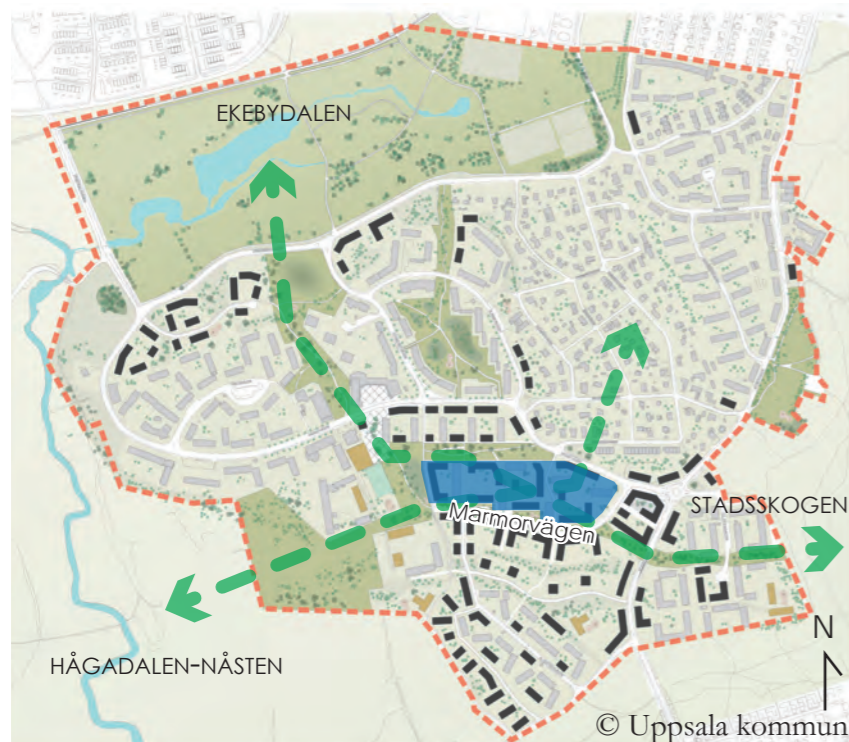 EKEBYDALEN
STADSSKOGEN
Marmorvägen
HÅGADALEN-NÅSTEN
N
© Uppsala kommun